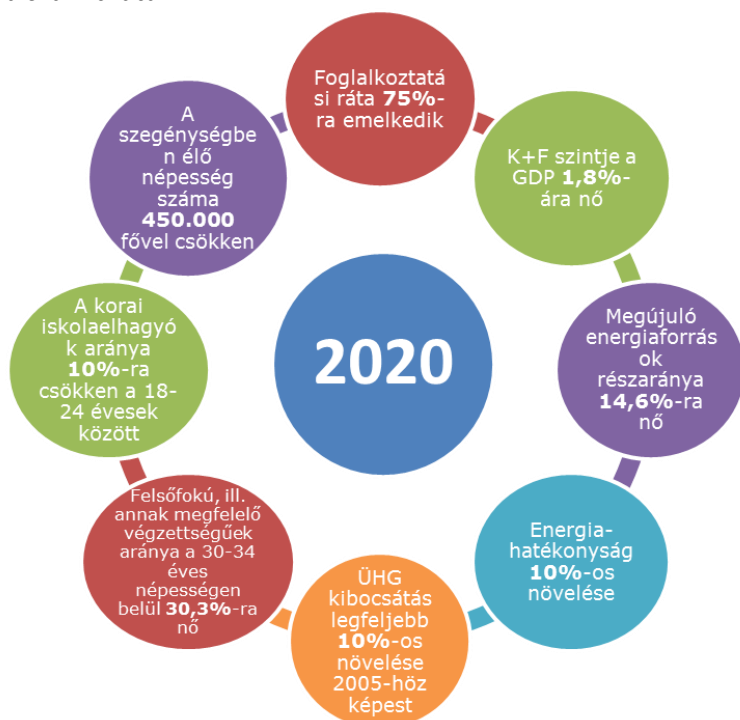 Foglalkoztatá
si ráta 75%-
ra emelkedik
K+F szintje a
GDP 1,8%-
ára nő
Megújuló
energiaforrás
ok
részaránya
14,6%-ra
nő
Energia-
hatékonyság
10%-os
növelése
ÜHG
kibocsátás
legfeljebb
10%-os
növelése
2005-höz
képest
Felsőfokú, ill.
annak megfelelő
végzettségűek
aránya a 30-34
éves
népességen
belül 30,3%-ra
nő
A korai
iskolaelhagyó
k aránya
10%-ra
csökken a 18-
24 évesek
között
A
szegénységbe
n élő
népesség
száma
450.000
fővel csökken
2020